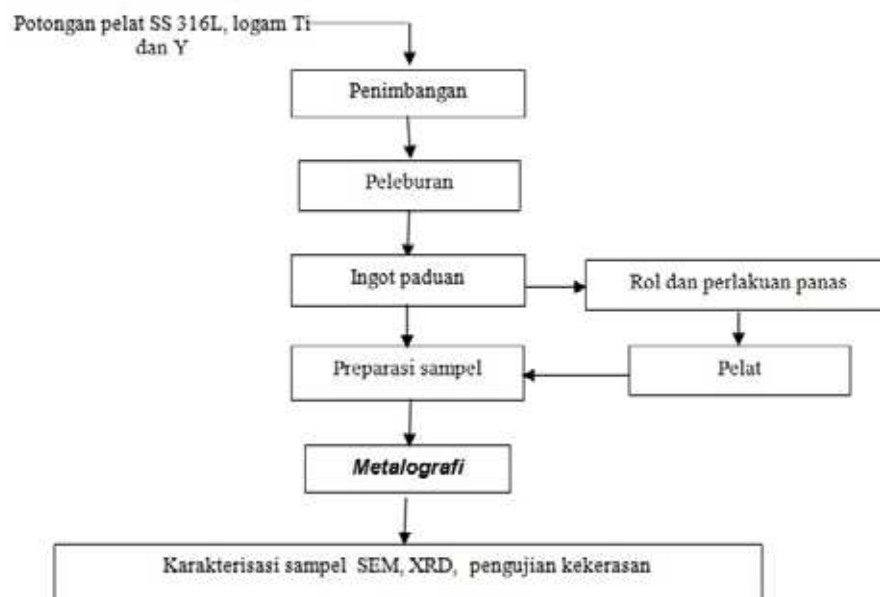 Potongan pelat SS 316L, logam Ti
dan Y
Penimbangan
Peleburan
Ingot paduan
Rol dan perlakuan panas
Preparasi sampel
Pelat
Metalografi
Karakterisasi sampel SEM, XRD, pengujian kekerasan